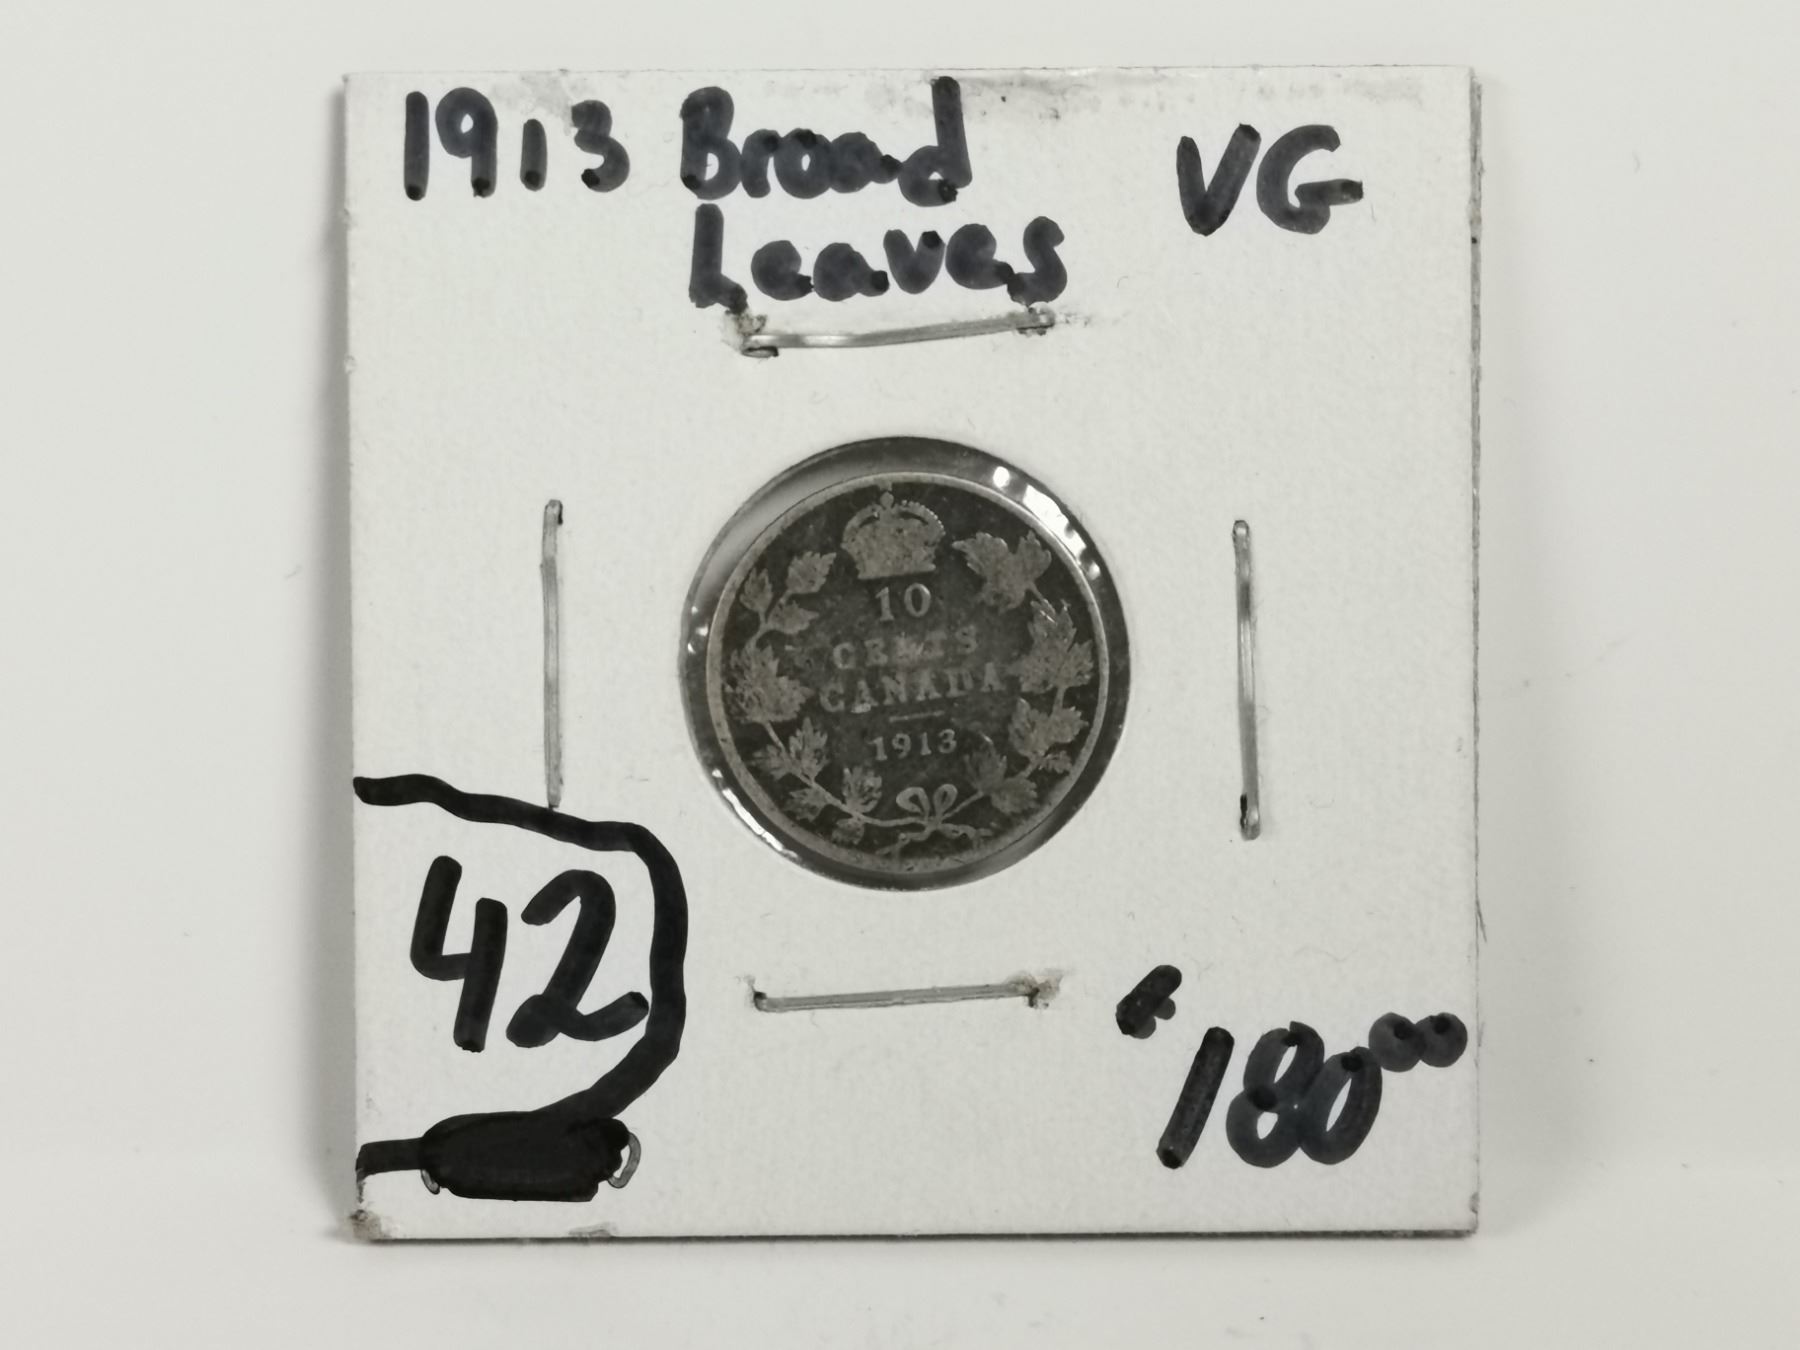 1913 Broad VG
Leaves
10
CENTS
CANADA
1913
42
$180.00